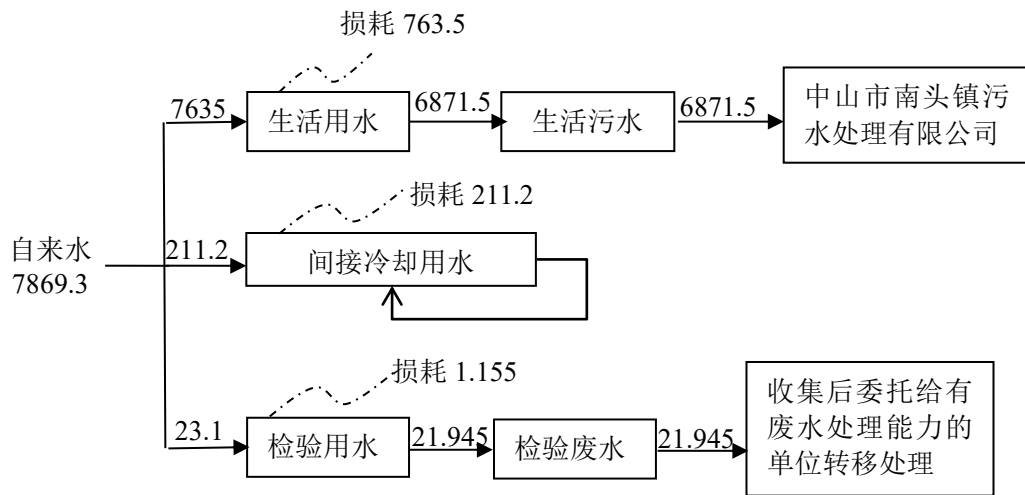 损耗 763.5
7635
生活用水
6871.5
生活污水
6871.5
中山市南头镇污
水处理有限公司
损耗 211.2
自来水
7869.3
211.2
间接冷却用水
损耗 1.155
23.1
检验用水
21.945
检验废水
21.945
收集后委托给有
废水处理能力的
单位转移处理